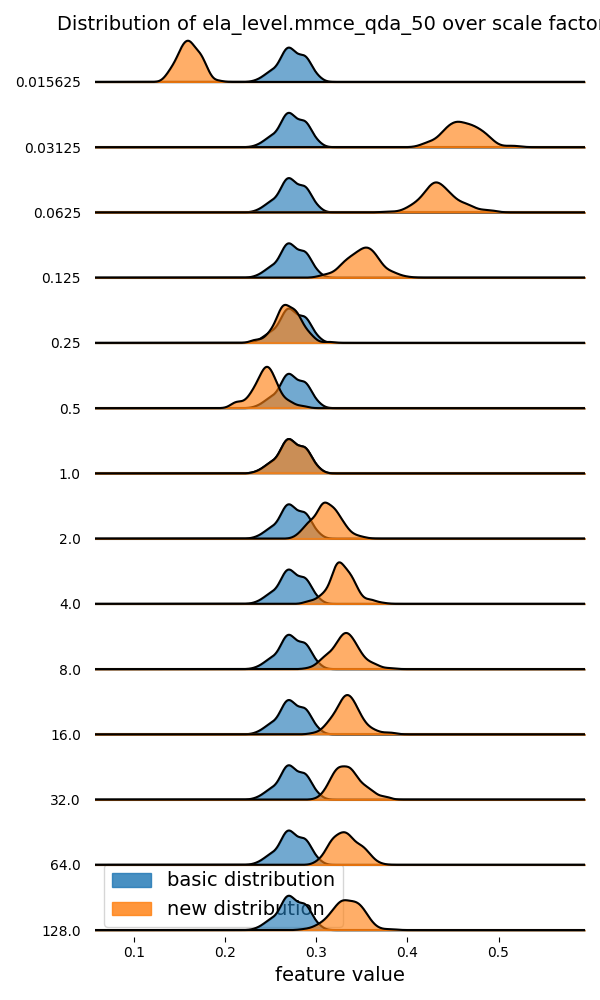 Distribution of ela_level.mmce_qda_50 over scale factor
0.015625
0.03125
0.0625
0.125
0.25
0.5
1.0
2.0
4.0
8.0
16.0
32.0
64.0
128.0
basic distribution
new distribution
0.1 0.2 0.3 0.4 0.5
feature value